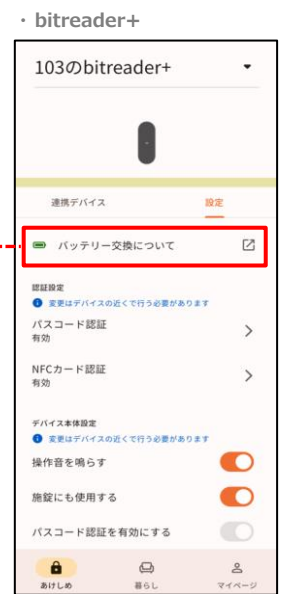 ・bitreader+
103のbitreader+
連携デバイス
設定
バッテリー交換について
認証設定
変更はデバイスの近くで行う必要があります
パスコード認証
有効
NFCカード認証
有効
デバイス本体設定
変更はデバイスの近くで行う必要があります
操作音を鳴らす
施錠にも使用する
パスコード認証を有効にする
あけしめ
暮らし
マイページ